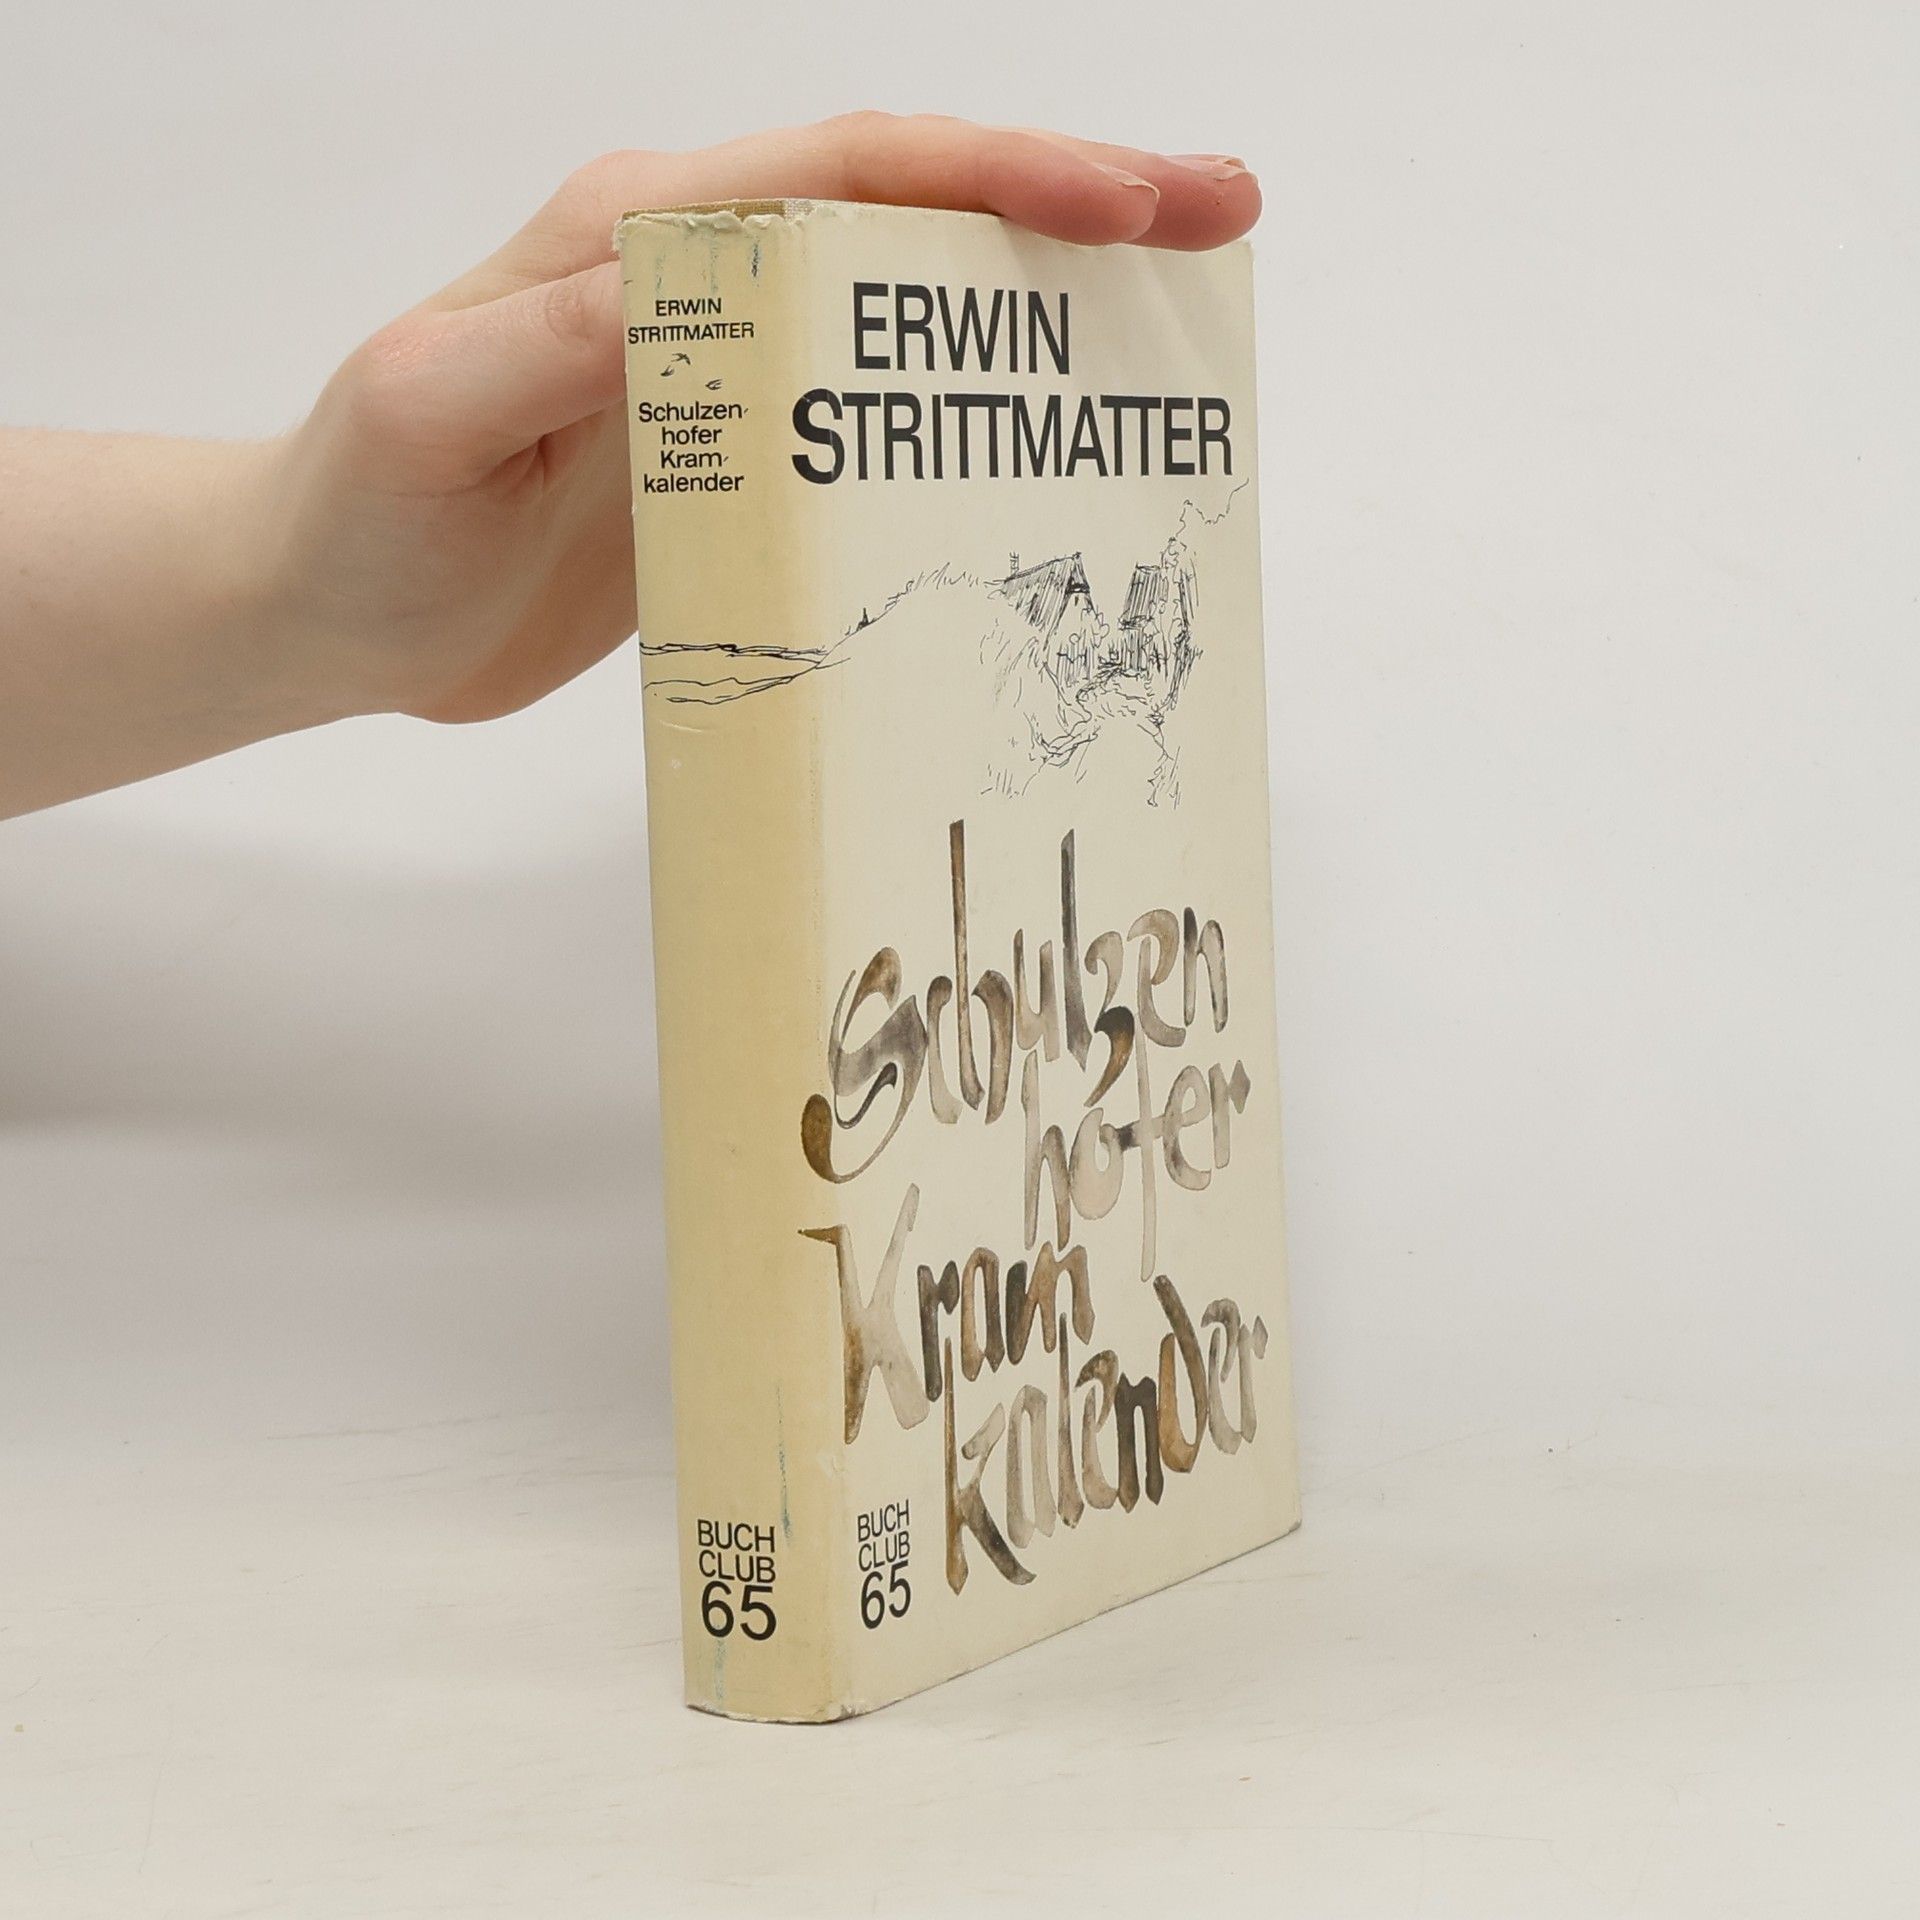 ERWIN
STRITTMATTER
Schulzen-
hofer
Kram-
kalender
BUCH
CLUB
65
ERWIN
STRITTMATTER
Schulzen
hofer
Kram
kalender
BUCH
CLUB
65